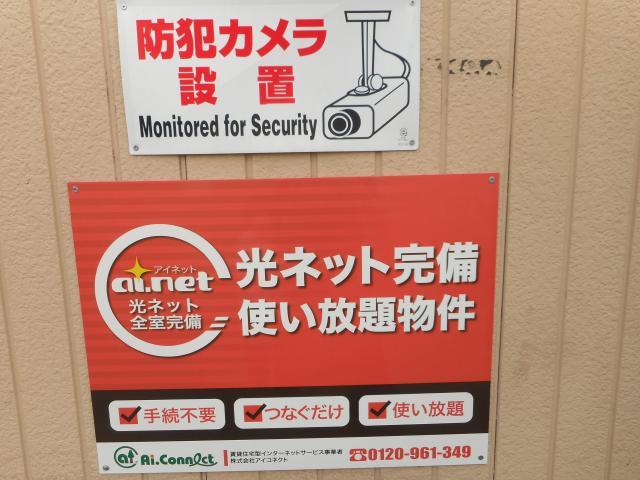 防犯カメラ
設置
Monitored for Security
アイネット
ai.net
光ネット
全室完備
光ネット完備
使い放題物件
手続不要
つなぐだけ
使い放題
Ai.Connect
賃貸住宅型インターネットサービス事業者
株式会社アイコネクト
0120-961-349